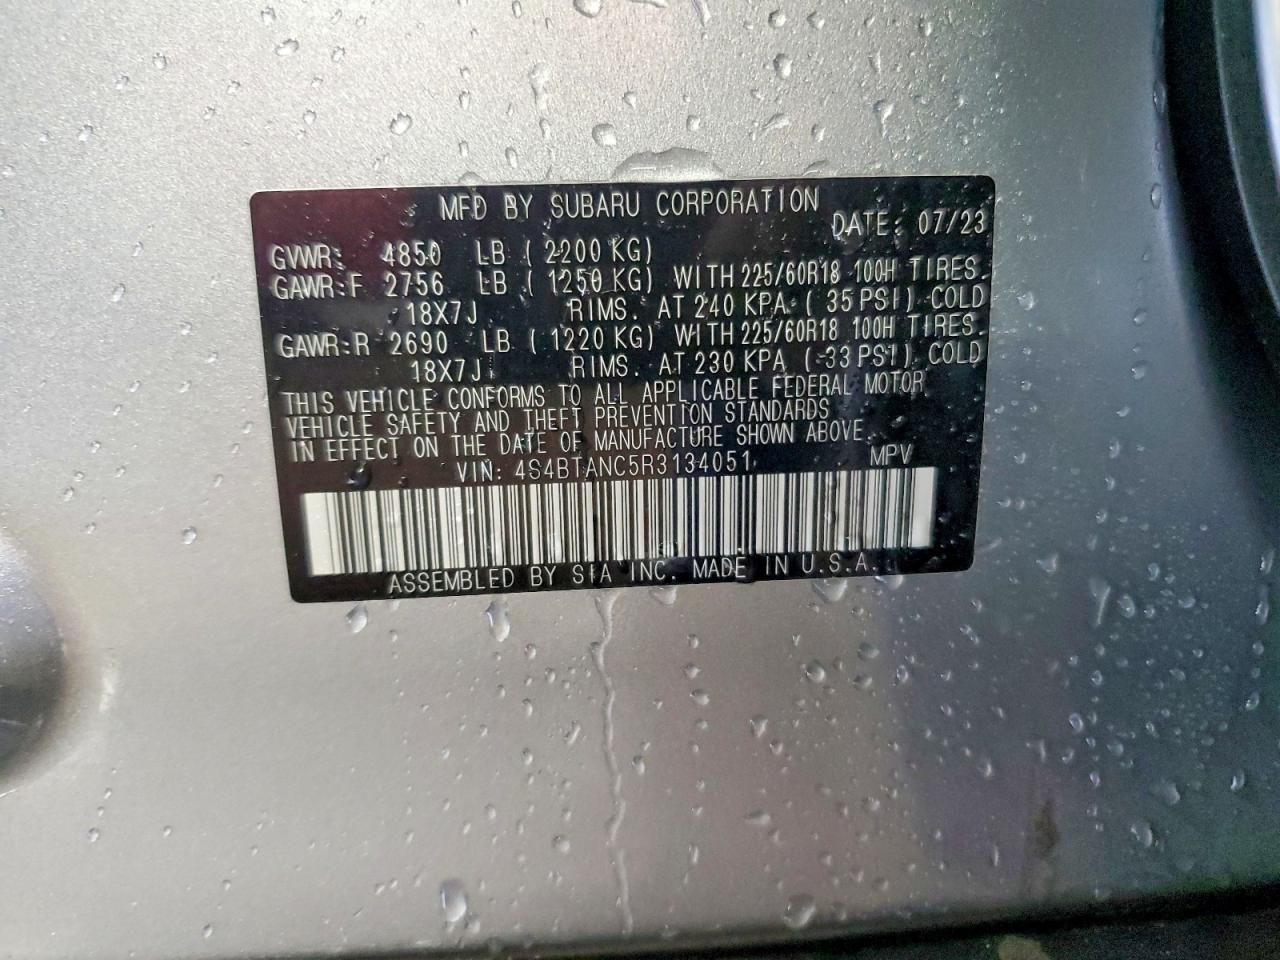 MFD BY SUBARU CORPORATION DATE: 07/23
GVWR: 4850 LB ( 2200 KG)
GAWR:F 2756 LB ( 1250 KG) WITH 225/60R18 100H TIRES.
18X7J RIMS. AT 240 KPA ( 35 PSI) COLD
GAWR:R 2690 LB ( 1220 KG) WITH 225/60R18 100H TIRES.
18X7J RIMS. AT 230 KPA ( 33 PSI) COLD
THIS VEHICLE CONFORMS TO ALL APPLICABLE FEDERAL MOTOR
VEHICLE SAFETY AND THEFT PREVENTION STANDARDS
IN EFFECT ON THE DATE OF MANUFACTURE SHOWN ABOVE.
VIN: 4S4BTANC5R3134051 MPV
ASSEMBLED BY SIA INC. MADE IN U.S.A.